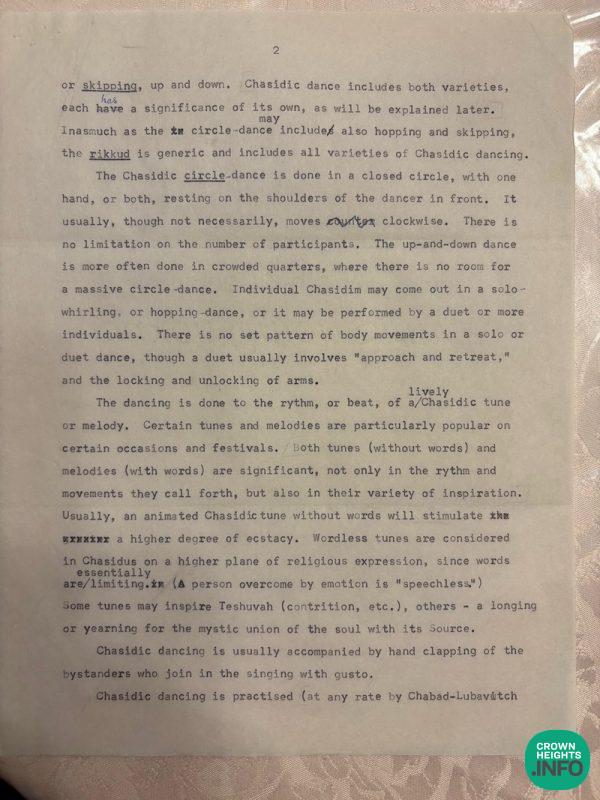 2
or skipping, up and down. Chasidic dance includes both varieties,
has
each have a significance of its own, as will be explained later.
may
Inasmuch as the circle-dance includes also hopping and skipping,
the rikkud is generic and includes all varieties of Chasidic dancing.
The Chasidic circle-dance is done in a closed circle, with one
hand, or both, resting on the shoulders of the dancer in front. It
usually, though not necessarily, moves counter clockwise. There is
no limitation on the number of participants. The up-and-down dance
is more often done in crowded quarters, where there is no room for
a massive circle-dance. Individual Chasidim may come out in a solo-
whirling, or hopping-dance, or it may be performed by a duet or more
individuals. There is no set pattern of body movements in a solo or
duet dance, though a duet usually involves "approach and retreat,"
and the locking and unlocking of arms.
lively
The dancing is done to the rythm, or beat, of a/Chasidic tune
or melody. Certain tunes and melodies are particularly popular on
certain occasions and festivals. Both tunes (without words) and
melodies (with words) are significant, not only in the rythm and
movements they call forth, but also in their variety of inspiration.
Usually, an animated Chasidic tune without words will stimulate the
a higher degree of ecstacy. Wordless tunes are considered
in Chasidus on a higher plane of religious expression, since words
essentially
are/limiting. (A person overcome by emotion is "speechless.")
Some tunes may inspire Teshuvah (contrition, etc.), others - a longing
or yearning for the mystic union of the soul with its Source.
Chasidic dancing is usually accompanied by hand clapping of the
bystanders who join in the singing with gusto.
Chasidic dancing is practised (at any rate by Chabad-Lubavitch
CROWN
HEIGHTS
.INFO